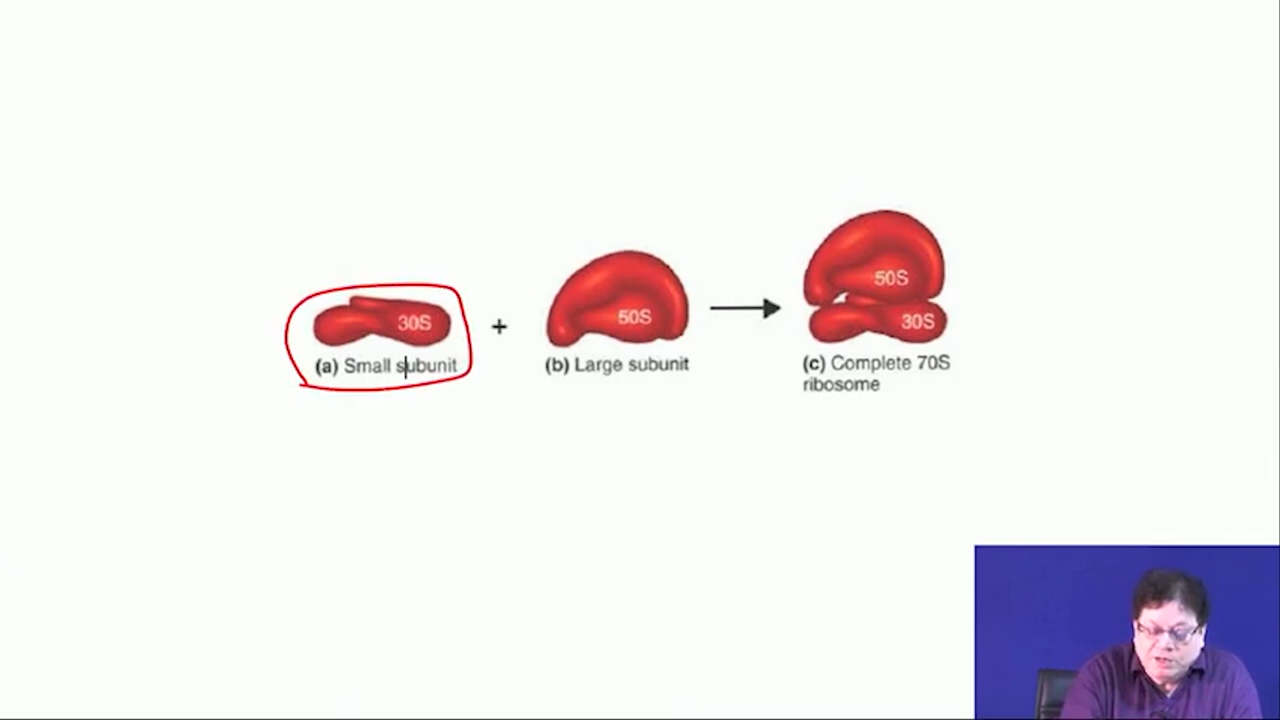 30S
(a) Small subunit
+
50S
(b) Large subunit
50S
30S
(c) Complete 70S
ribosome